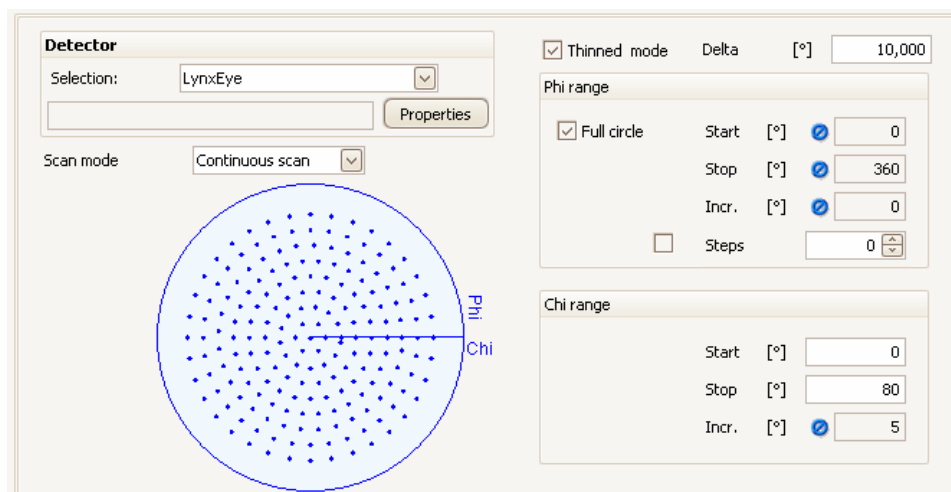 Detector
Selection: LynxEye
Properties
Scan mode Continuous scan
Phi
Chi
Thinned mode Delta [°] 10,000
Phi range
Full circle Start [°] 0
Stop [°] 360
Incr. [°] 0
Steps 0
Chi range
Start [°] 0
Stop [°] 80
Incr. [°] 5